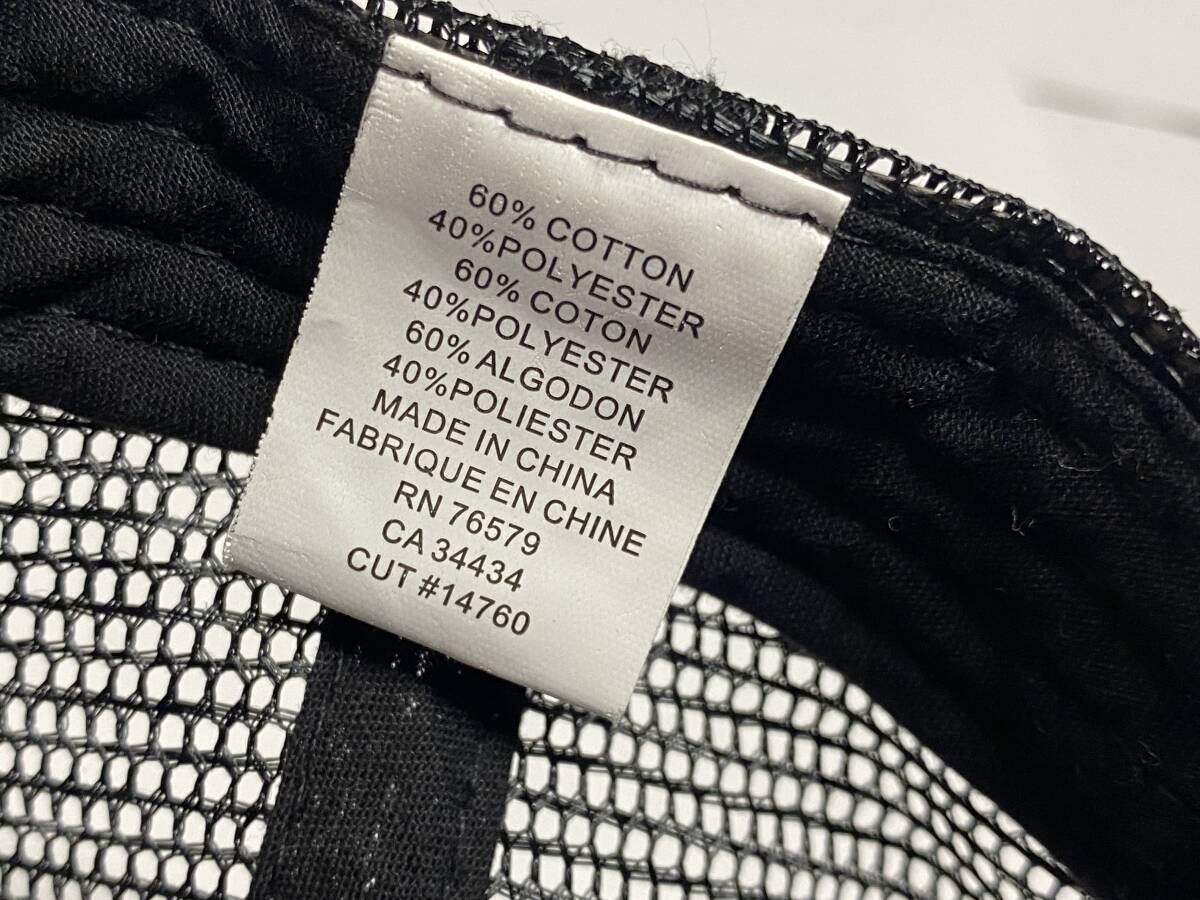 60% COTTON
40%POLYESTER
60% COTON
40%POLYESTER
60% ALGODON
40%POLIESTER
MADE IN CHINA
FABRIQUE EN CHINE
RN 76579
CA 34434
CUT #14760